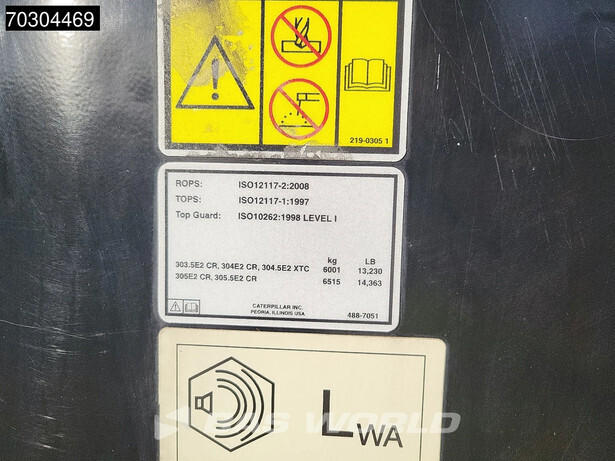 70304469
219-0305 1
ROPS: ISO12117-2:2008
TOPS: ISO12117-1:1997
Top Guard: ISO10262:1998 LEVEL I
kg LB
303.5E2 CR, 304E2 CR, 304.5E2 XTC 6001 13,230
305E2 CR, 305.5E2 CR 6515 14,363
CATERPILLAR INC.
PEORIA, ILLINOIS USA
488-7051
LWA
BAS WORLD